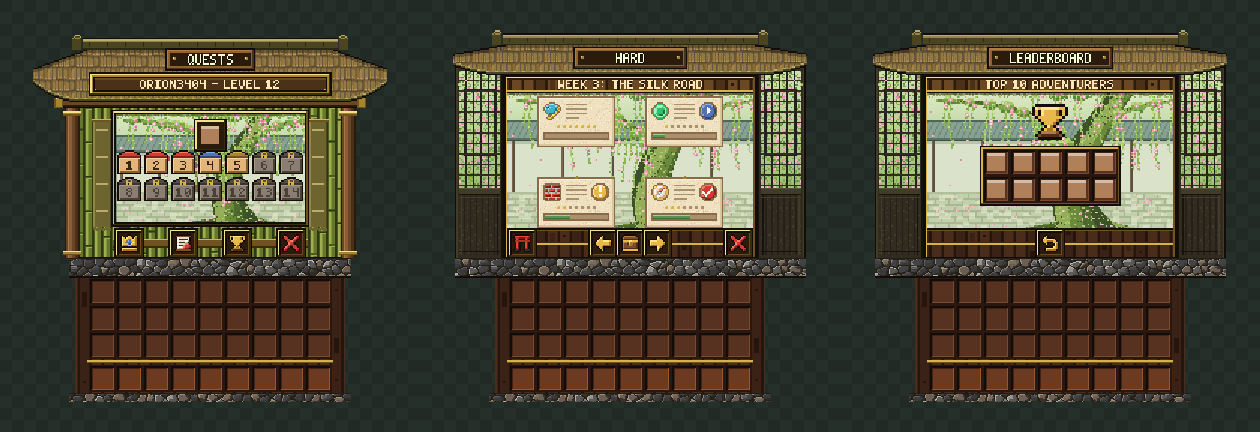 QUESTS
ORION3404 - LEVEL 12
1 2 3 4 5 6 7
8 9 10 11 12 13 14
HARD
WEEK 3: THE SILK ROAD
LEADERBOARD
TOP 10 ADVENTURERS